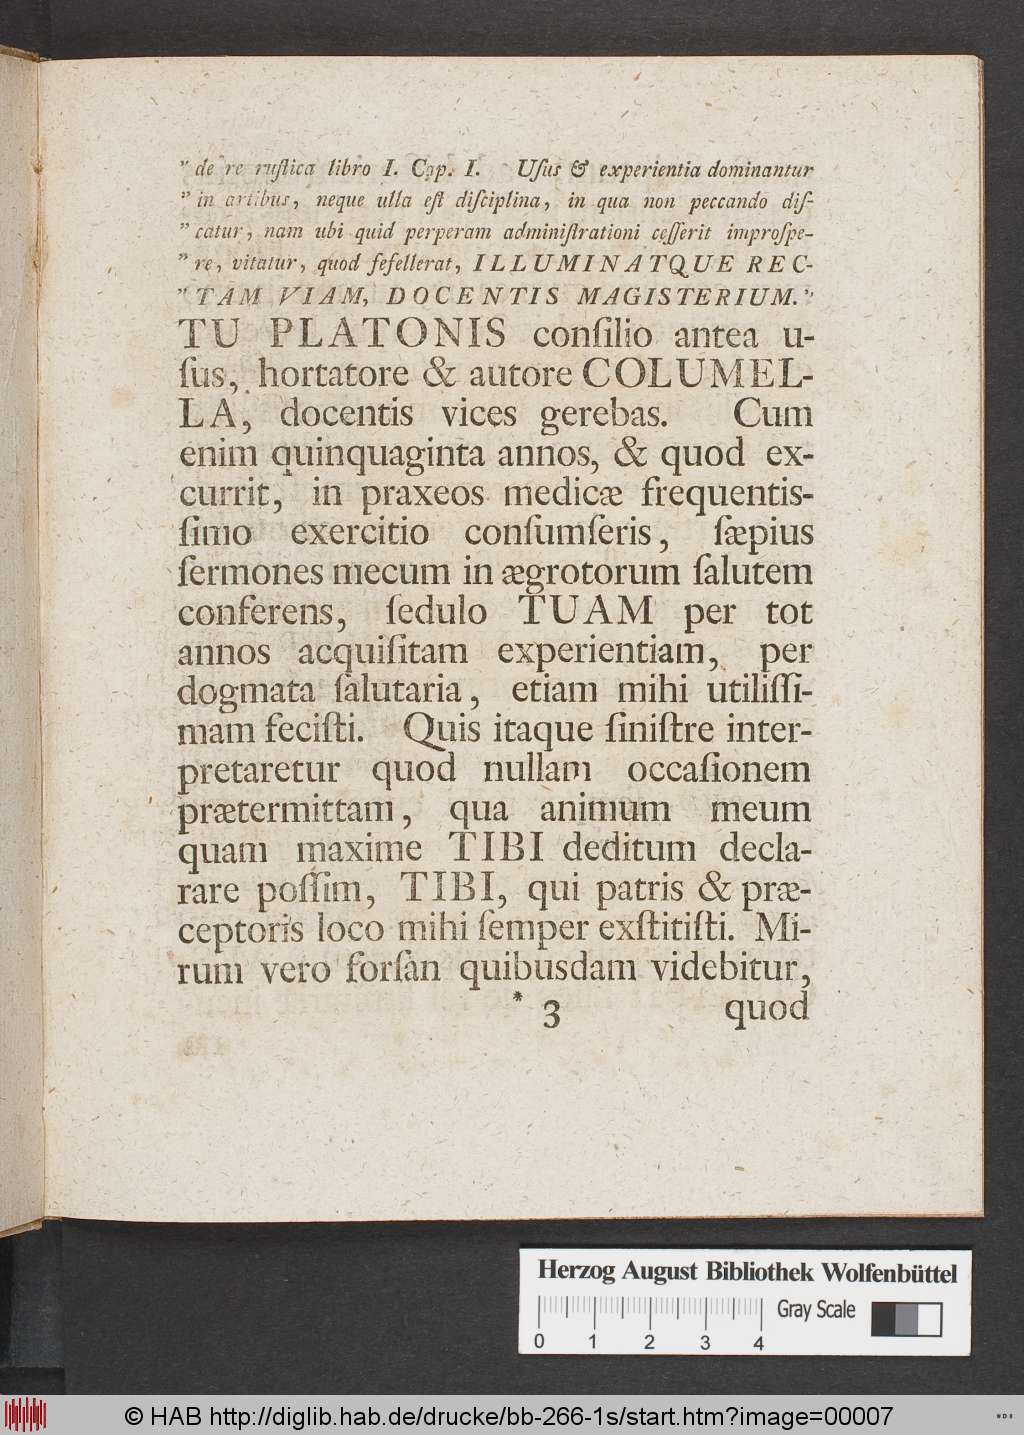 ” de re ruſtica libro I. Cap. I. Uſus & experientia dominantur
” in artibus, neque ulla eſt diſciplina, in qua non peccando diſ-
” catur, nam ubi quid perperam adminiſtrationi ceſſerit improſpe-
” re, vitatur, quod fefellerat, ILLUMINATQUE REC-
” TAM VIAM, DOCENTIS MAGISTERIUM.”
TU PLATONIS conſilio antea u-
ſus, hortatore & autore COLUMEL-
LA, docentis vices gerebas. Cum
enim quinquaginta annos, & quod ex-
currit, in praxeos medicæ frequentis-
ſimo exercitio conſumſeris, ſæpius
ſermones mecum in ægrotorum ſalutem
conferens, ſedulo TUAM per tot
annos acquiſitam experientiam, per
dogmata ſalutaria, etiam mihi utiliſſi-
mam feciſti. Quis itaque ſiniſtre inter-
pretaretur quod nullam occaſionem
prætermittam, qua animum meum
quam maxime TIBI deditum decla-
rare poſſim, TIBI, qui patris & præ-
ceptoris loco mihi ſemper exſtitiſti. Mi-
rum vero forſan quibusdam videbitur,
* 3 quod
Herzog August Bibliothek Wolfenbüttel
Gray Scale
0 1 2 3 4
© HAB http://diglib.hab.de/drucke/bb-266-1s/start.htm?image=00007
WDB